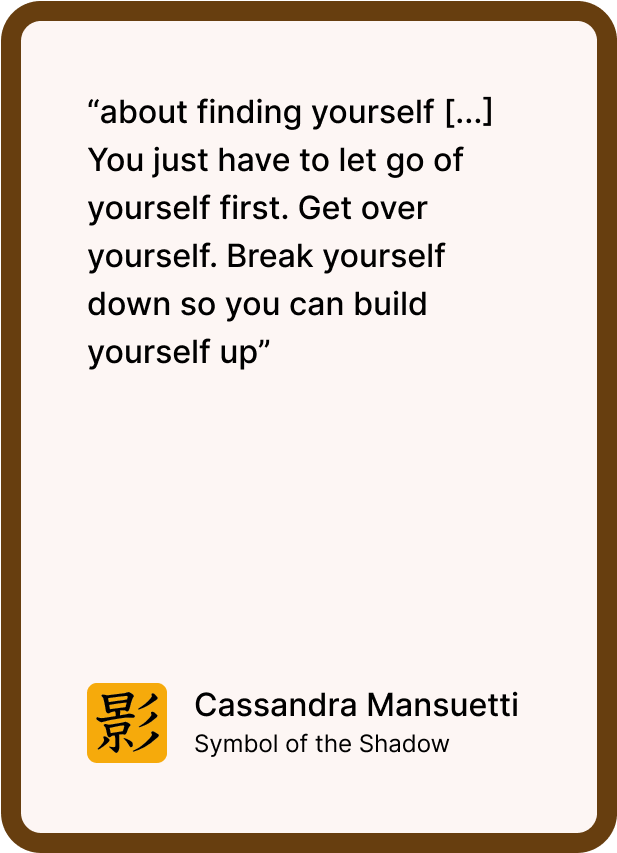 “about finding yourself [...]
You just have to let go of
yourself first. Get over
yourself. Break yourself
down so you can build
yourself up”
影
Cassandra Mansuetti
Symbol of the Shadow